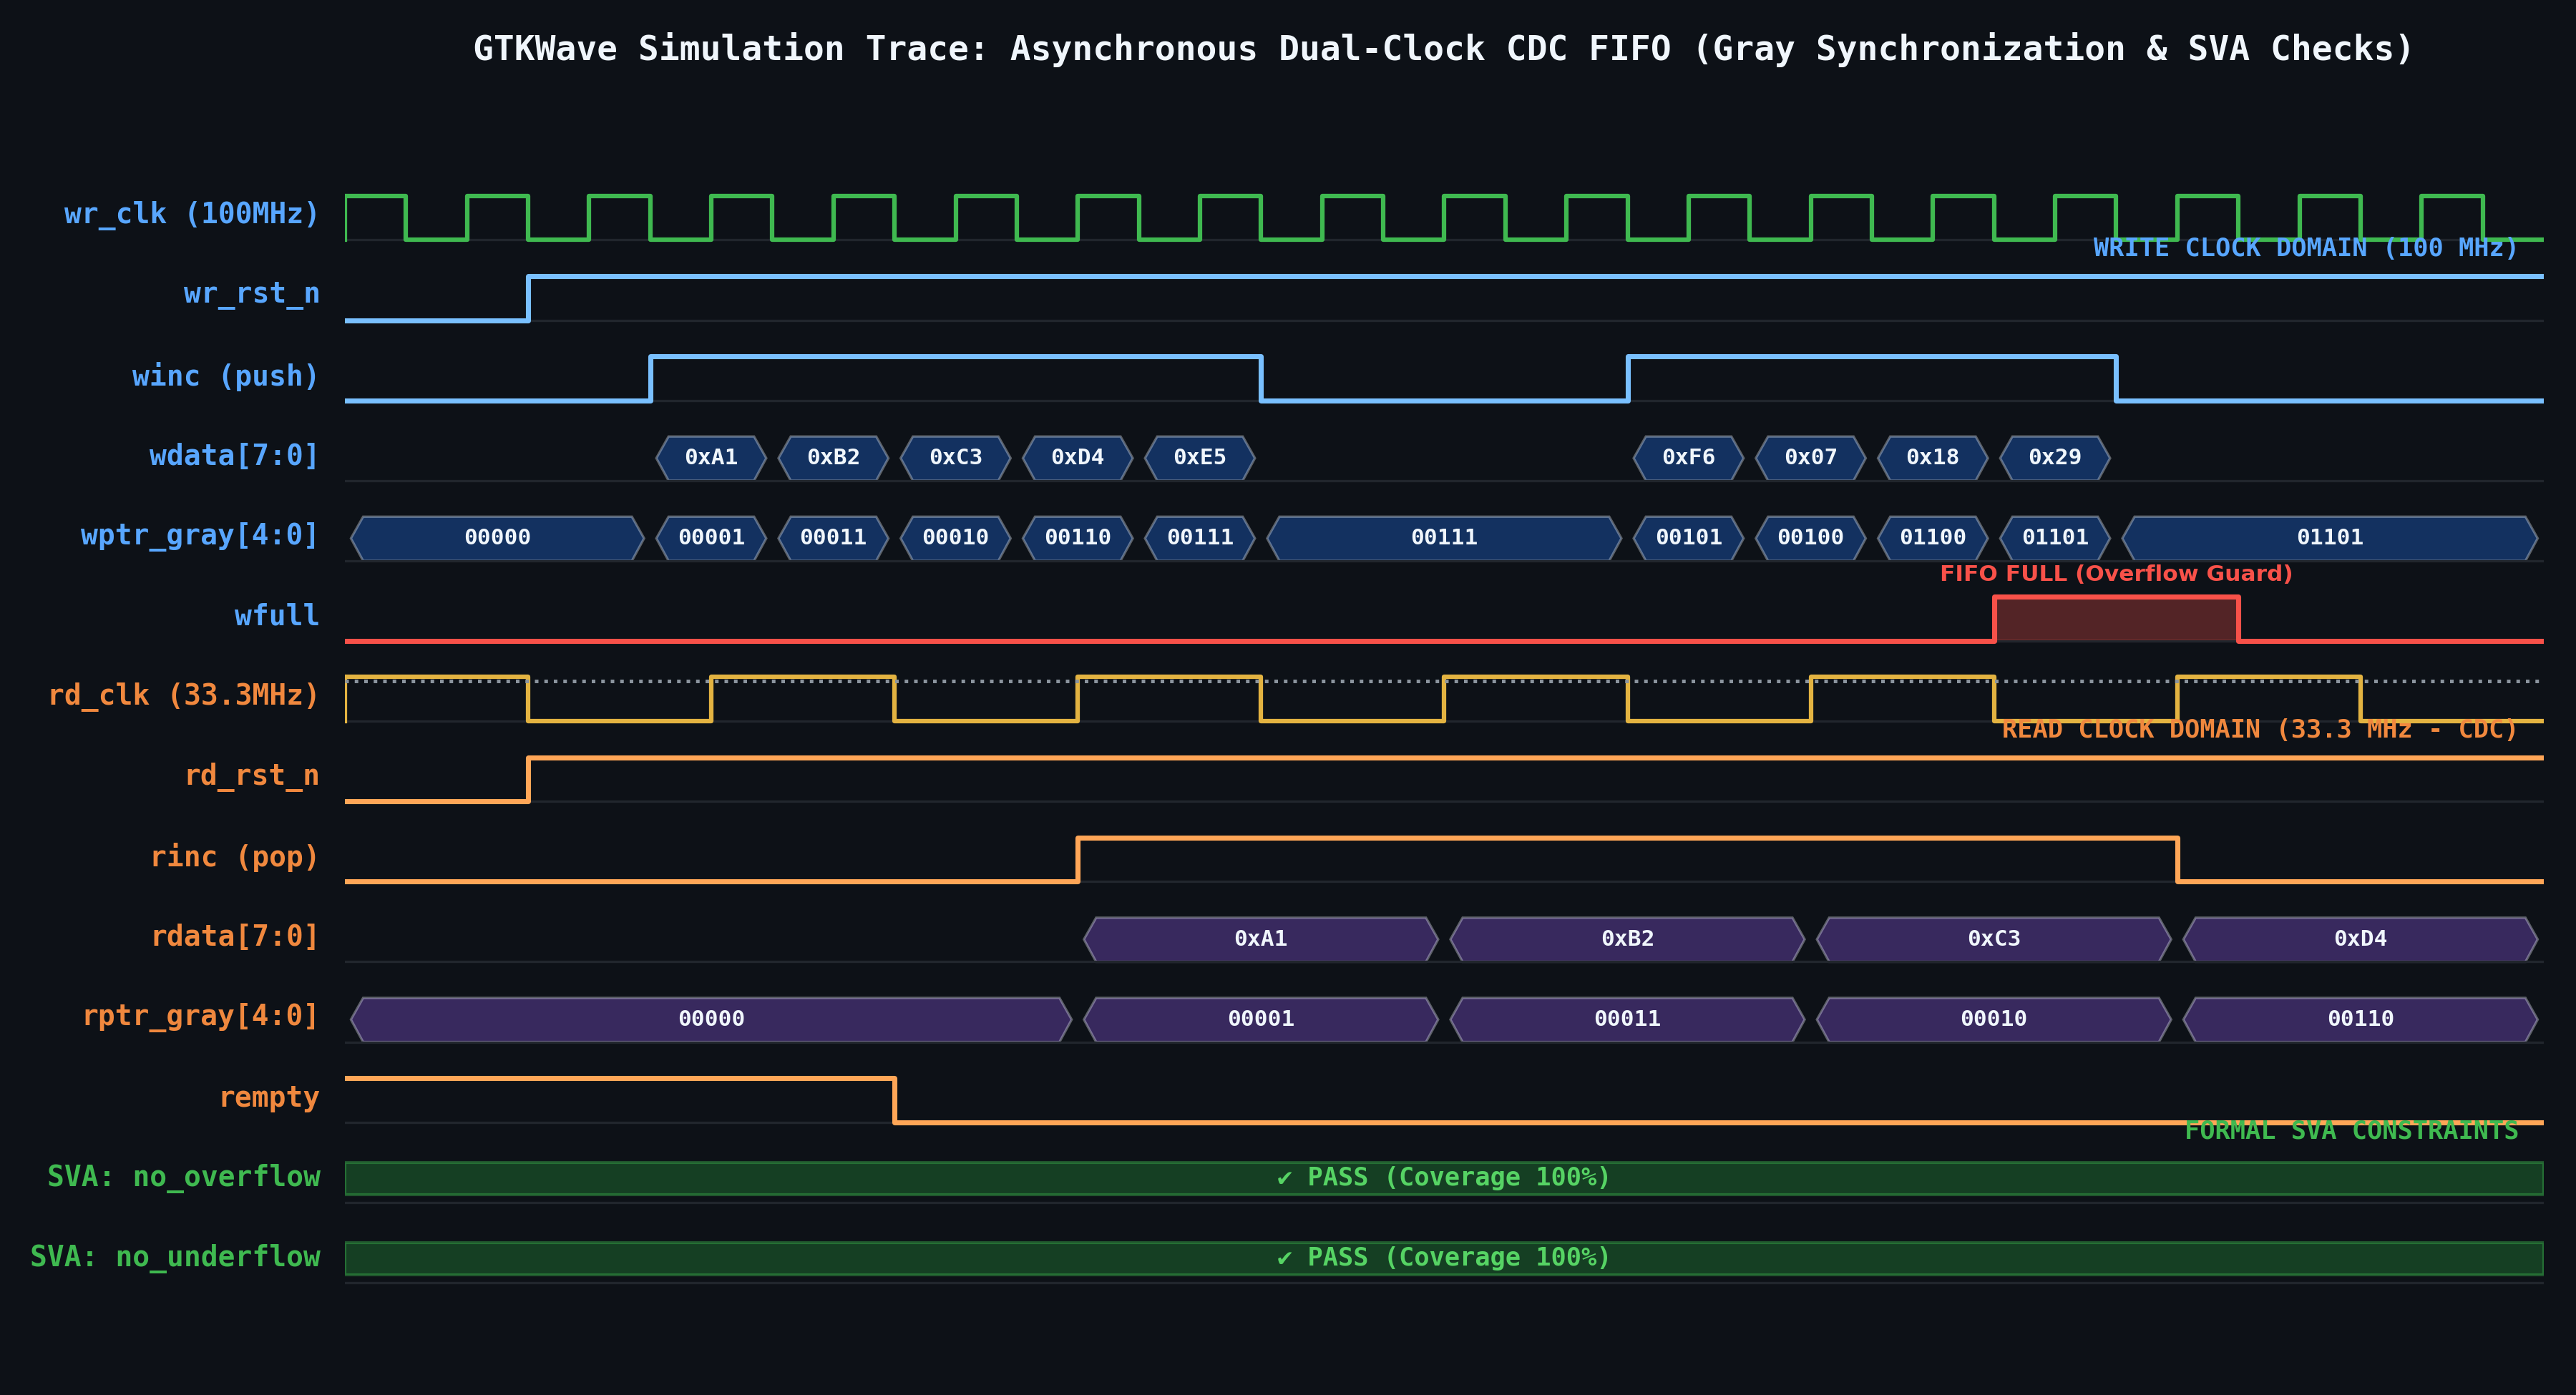 GTKWave Simulation Trace: Asynchronous Dual-Clock CDC FIFO (Gray Synchronization & SVA Checks)
wr_clk (100MHz)
WRITE CLOCK DOMAIN (100 MHz)
wr_rst_n
winc (push)
wdata[7:0] 0xA1 0xB2 0xC3 0xD4 0xE5 0xF6 0x07 0x18 0x29
wptr_gray[4:0] 00000 00001 00011 00010 00110 00111 00111 00101 00100 01100 01101 01101
FIFO FULL (Overflow Guard)
wfull
rd_clk (33.3MHz)
READ CLOCK DOMAIN (33.3 MHz - CDC)
rd_rst_n
rinc (pop)
rdata[7:0] 0xA1 0xB2 0xC3 0xD4
rptr_gray[4:0] 00000 00001 00011 00010 00110
rempty
FORMAL SVA CONSTRAINTS
SVA: no_overflow ✔ PASS (Coverage 100%)
SVA: no_underflow ✔ PASS (Coverage 100%)